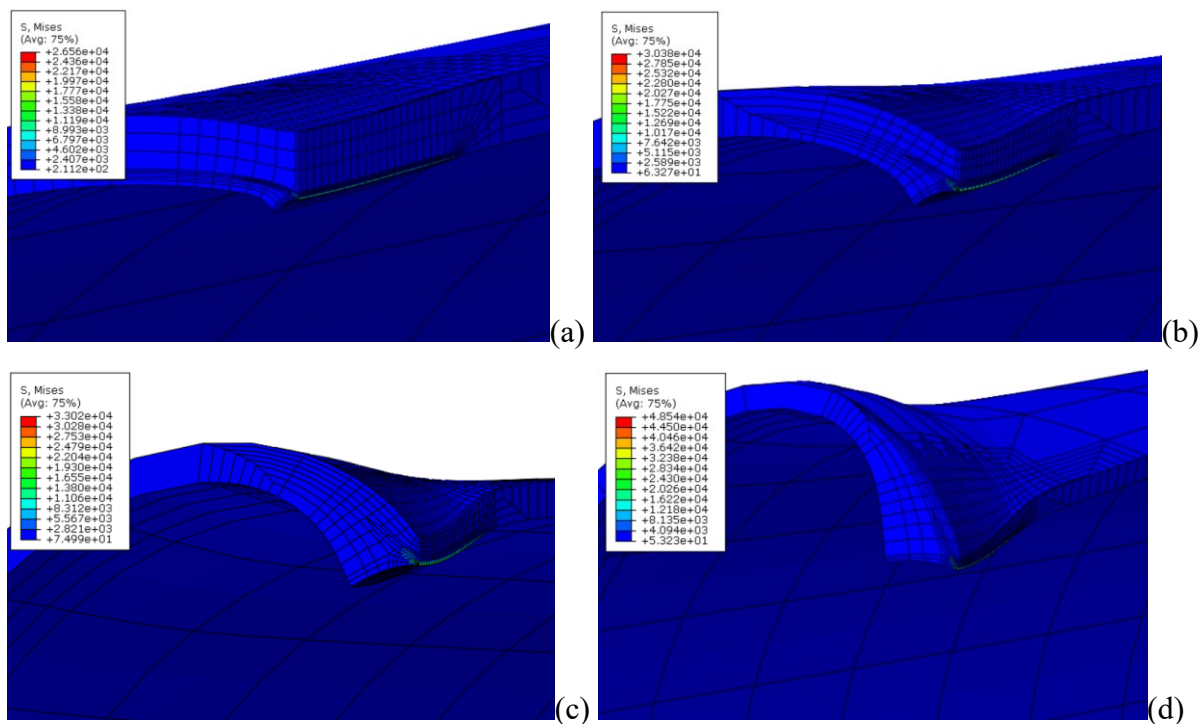 S, Mises
(Avg: 75%)
+2.656e+04
+2.436e+04
+2.217e+04
+1.997e+04
+1.777e+04
+1.558e+04
+1.338e+04
+1.119e+04
+8.993e+03
+6.797e+03
+4.602e+03
+2.407e+03
+2.112e+02
(a)
S, Mises
(Avg: 75%)
+3.038e+04
+2.785e+04
+2.532e+04
+2.280e+04
+2.027e+04
+1.775e+04
+1.522e+04
+1.269e+04
+1.017e+04
+7.642e+03
+5.115e+03
+2.589e+03
+6.327e+01
(b)
S, Mises
(Avg: 75%)
+3.302e+04
+3.028e+04
+2.753e+04
+2.479e+04
+2.204e+04
+1.930e+04
+1.655e+04
+1.380e+04
+1.106e+04
+8.312e+03
+5.567e+03
+2.821e+03
+7.499e+01
(c)
S, Mises
(Avg: 75%)
+4.854e+04
+4.450e+04
+4.046e+04
+3.642e+04
+3.238e+04
+2.834e+04
+2.430e+04
+2.026e+04
+1.622e+04
+1.218e+04
+8.135e+03
+4.094e+03
+5.323e+01
(d)